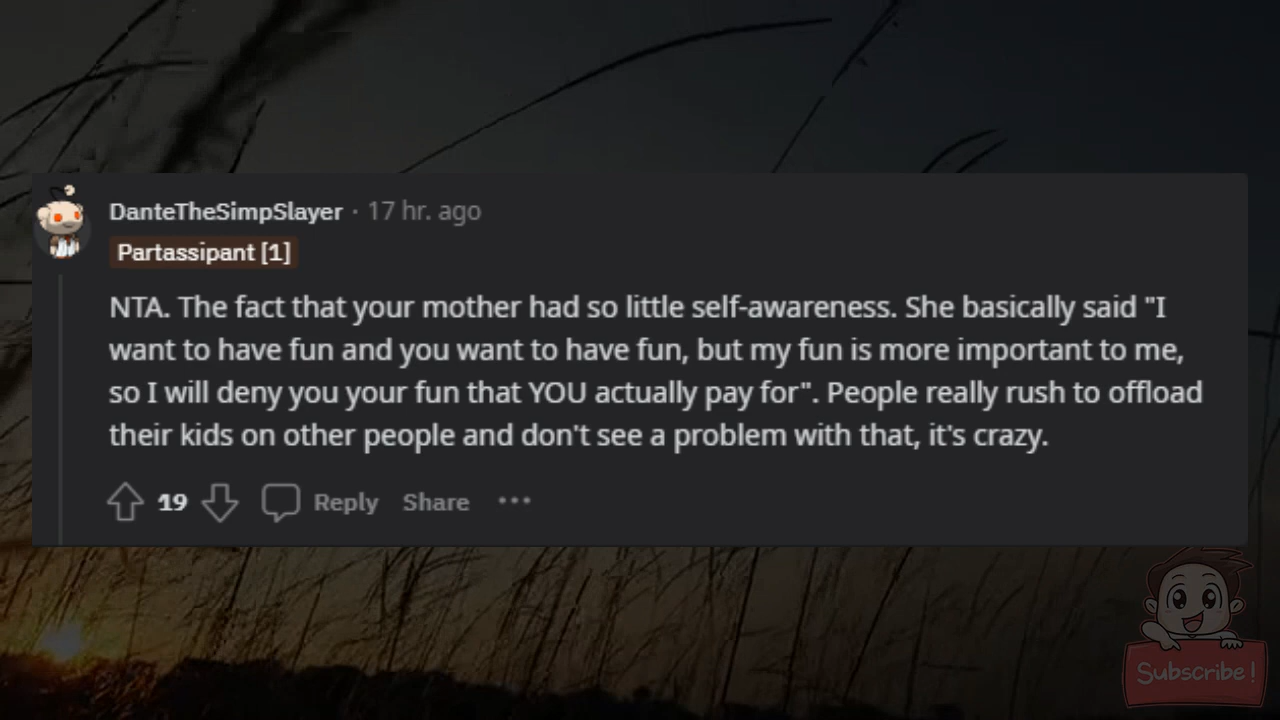 DanteTheSimpSlayer · 17 hr. ago
Partassipant [1]
NTA. The fact that your mother had so little self-awareness. She basically said "I
want to have fun and you want to have fun, but my fun is more important to me,
so I will deny you your fun that YOU actually pay for". People really rush to offload
their kids on other people and don't see a problem with that, it's crazy.
19 Reply Share ···
Subscribe!